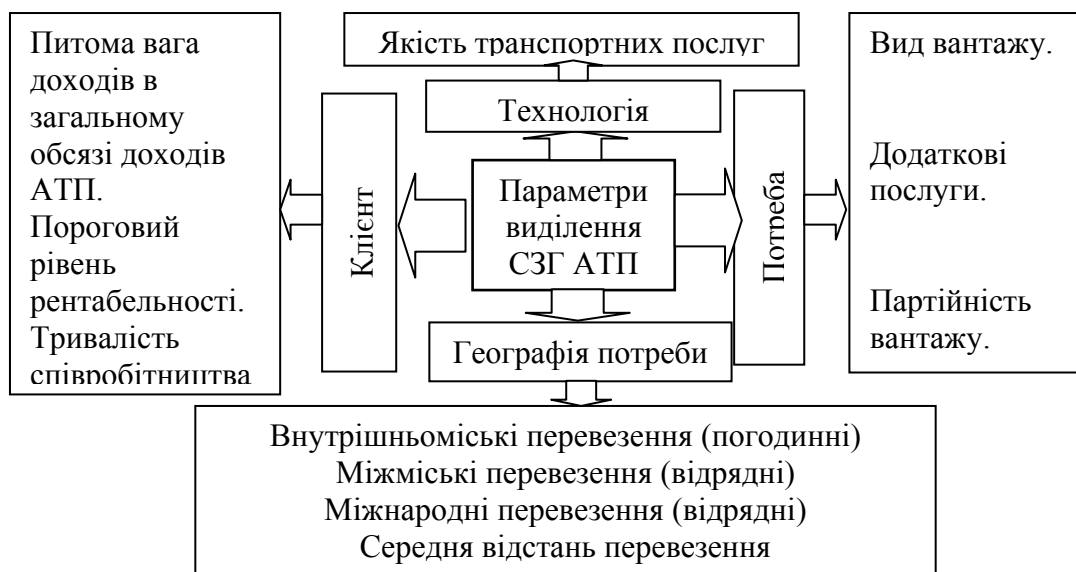 Питома вага
доходів в
загальному
обсязі доходів
АТП.
Пороговий
рівень
рентабельності.
Тривалість
співробітництва
Клієнт
Якість транспортних послуг
Технологія
Параметри
виділення
СЗГ АТП
Географія потреби
Потреба
Вид вантажу.
Додаткові
послуги.
Партійність
вантажу.
Внутрішньоміські перевезення (погодинні)
Міжміські перевезення (відрядні)
Міжнародні перевезення (відрядні)
Середня відстань перевезення